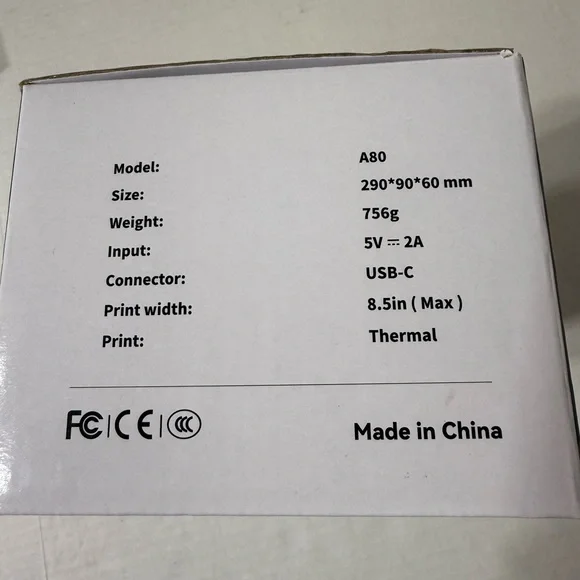 Model: A80
Size: 290*90*60 mm
Weight: 756g
Input: 5V ⎓ 2A
Connector: USB-C
Print width: 8.5in ( Max )
Print: Thermal
FC | CE | CCC
Made in China